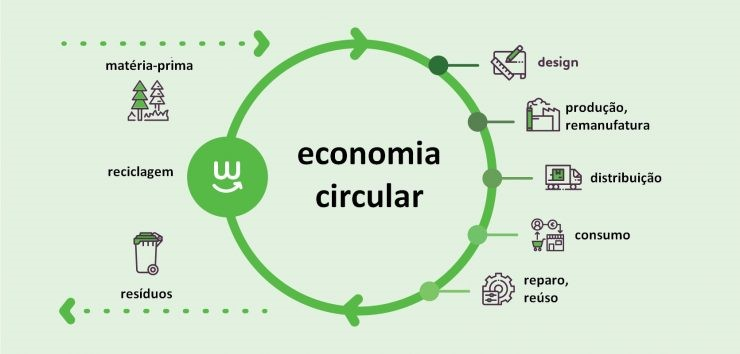 matéria-prima
reciclagem
resíduos
economia
circular
design
produção,
remanufatura
distribuição
consumo
reparo,
reúso